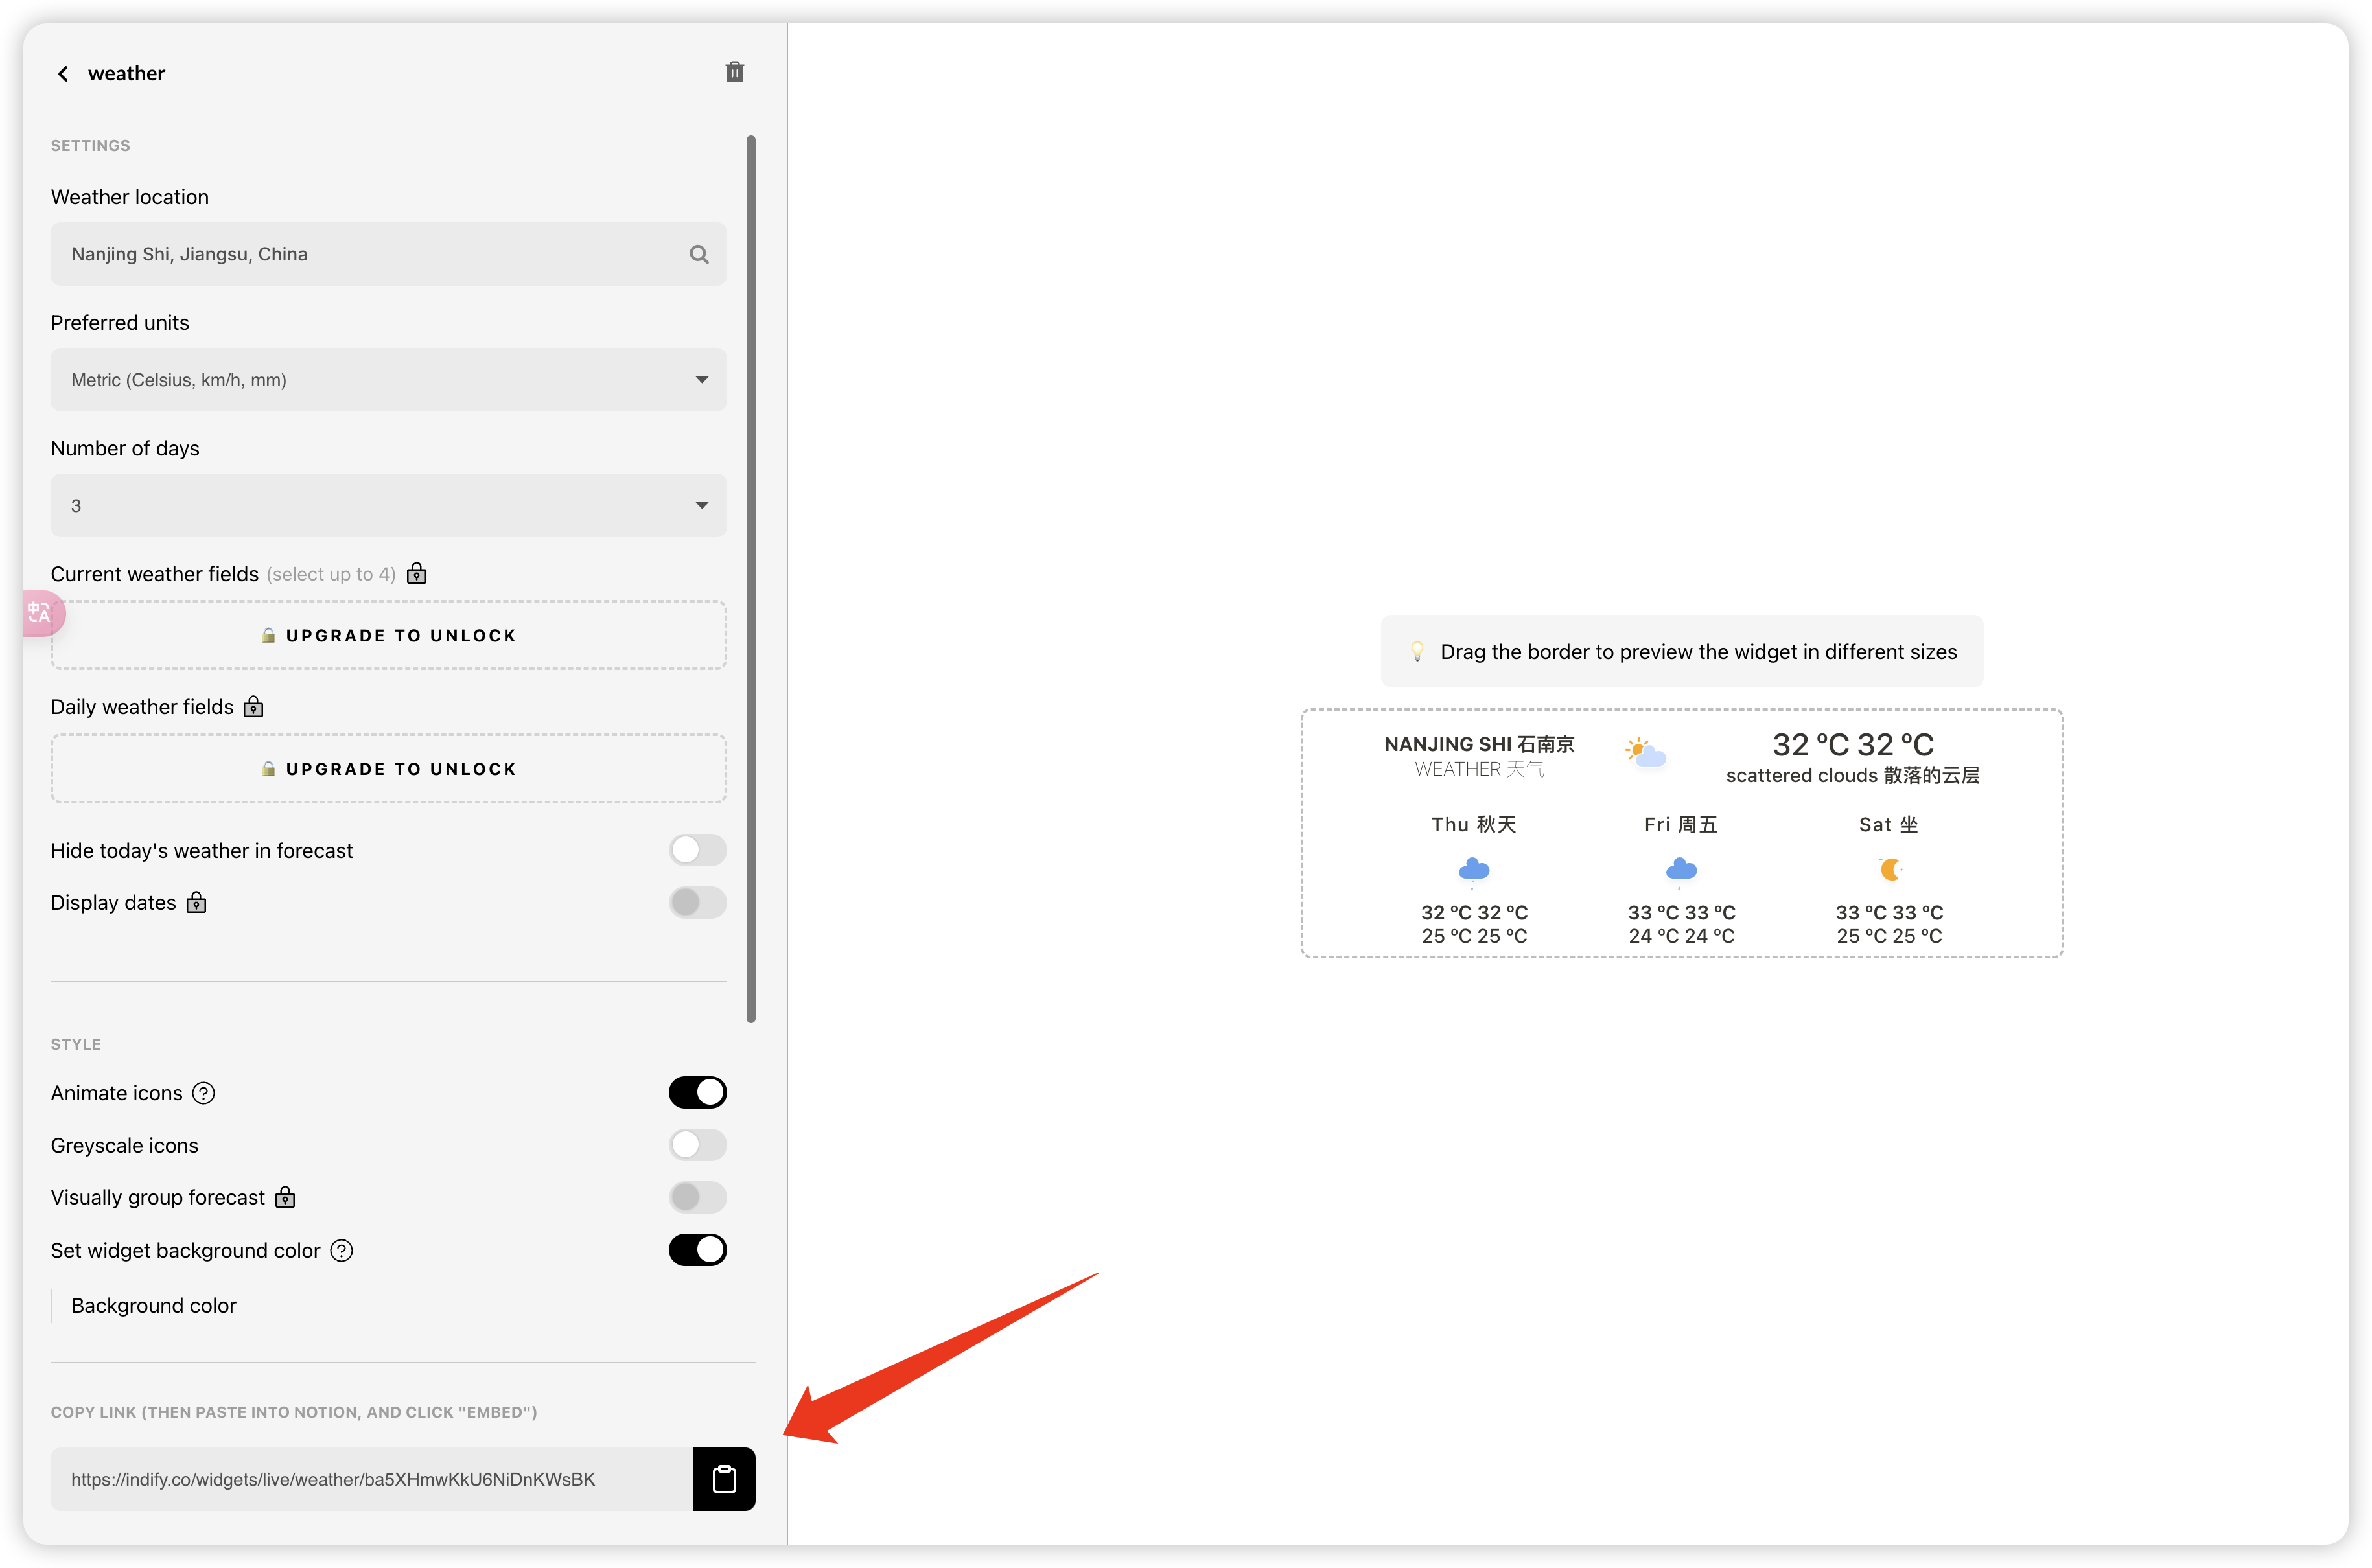 weather
SETTINGS
Weather location
Nanjing Shi, Jiangsu, China
Preferred units
Metric (Celsius, km/h, mm)
Number of days
3
Current weather fields (select up to 4)
UPGRADE TO UNLOCK
中A
Daily weather fields
UPGRADE TO UNLOCK
Hide today's weather in forecast
Display dates
STYLE
Animate icons ?
Greyscale icons
Visually group forecast
Set widget background color ?
Background color
COPY LINK (THEN PASTE INTO NOTION, AND CLICK "EMBED")
https://indify.co/widgets/live/weather/ba5XHmwKkU6NiDnKWsBK
Drag the border to preview the widget in different sizes
NANJING SHI 石南京
WEATHER 天气
32 °C 32 °C
scattered clouds 散落的云层
Thu 秋天 Fri 周五 Sat 坐
32 °C 32 °C 33 °C 33 °C 33 °C 33 °C
25 °C 25 °C 24 °C 24 °C 25 °C 25 °C